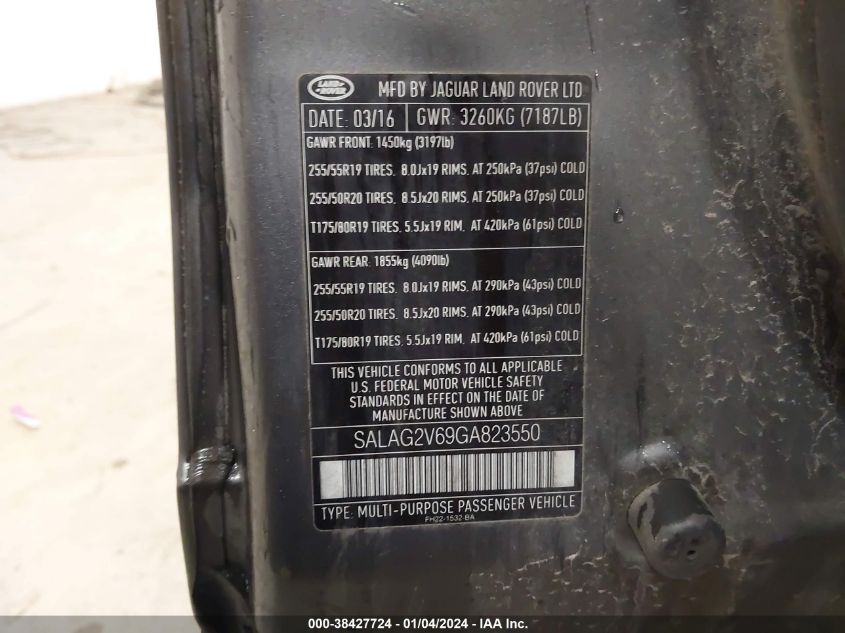 LAND-
-ROVER
MFD BY JAGUAR LAND ROVER LTD
DATE: 03/16 GWR: 3260KG (7187LB)
GAWR FRONT: 1450kg (3197lb)
255/55R19 TIRES. 8.0Jx19 RIMS. AT 250kPa (37psi) COLD
255/50R20 TIRES. 8.5Jx20 RIMS. AT 250kPa (37psi) COLD
T175/80R19 TIRES. 5.5Jx19 RIM. AT 420kPa (61psi) COLD
GAWR REAR: 1855kg (4090lb)
255/55R19 TIRES. 8.0Jx19 RIMS. AT 290kPa (43psi) COLD
255/50R20 TIRES. 8.5Jx20 RIMS. AT 290kPa (43psi) COLD
T175/80R19 TIRES. 5.5Jx19 RIM. AT 420kPa (61psi) COLD
THIS VEHICLE CONFORMS TO ALL APPLICABLE
U.S. FEDERAL MOTOR VEHICLE SAFETY
STANDARDS IN EFFECT ON THE DATE OF
MANUFACTURE SHOWN ABOVE
SALAG2V69GA823550
TYPE: MULTI-PURPOSE PASSENGER VEHICLE
FH22-1532-BA
000-38427724 - 01/04/2024 - IAA Inc.